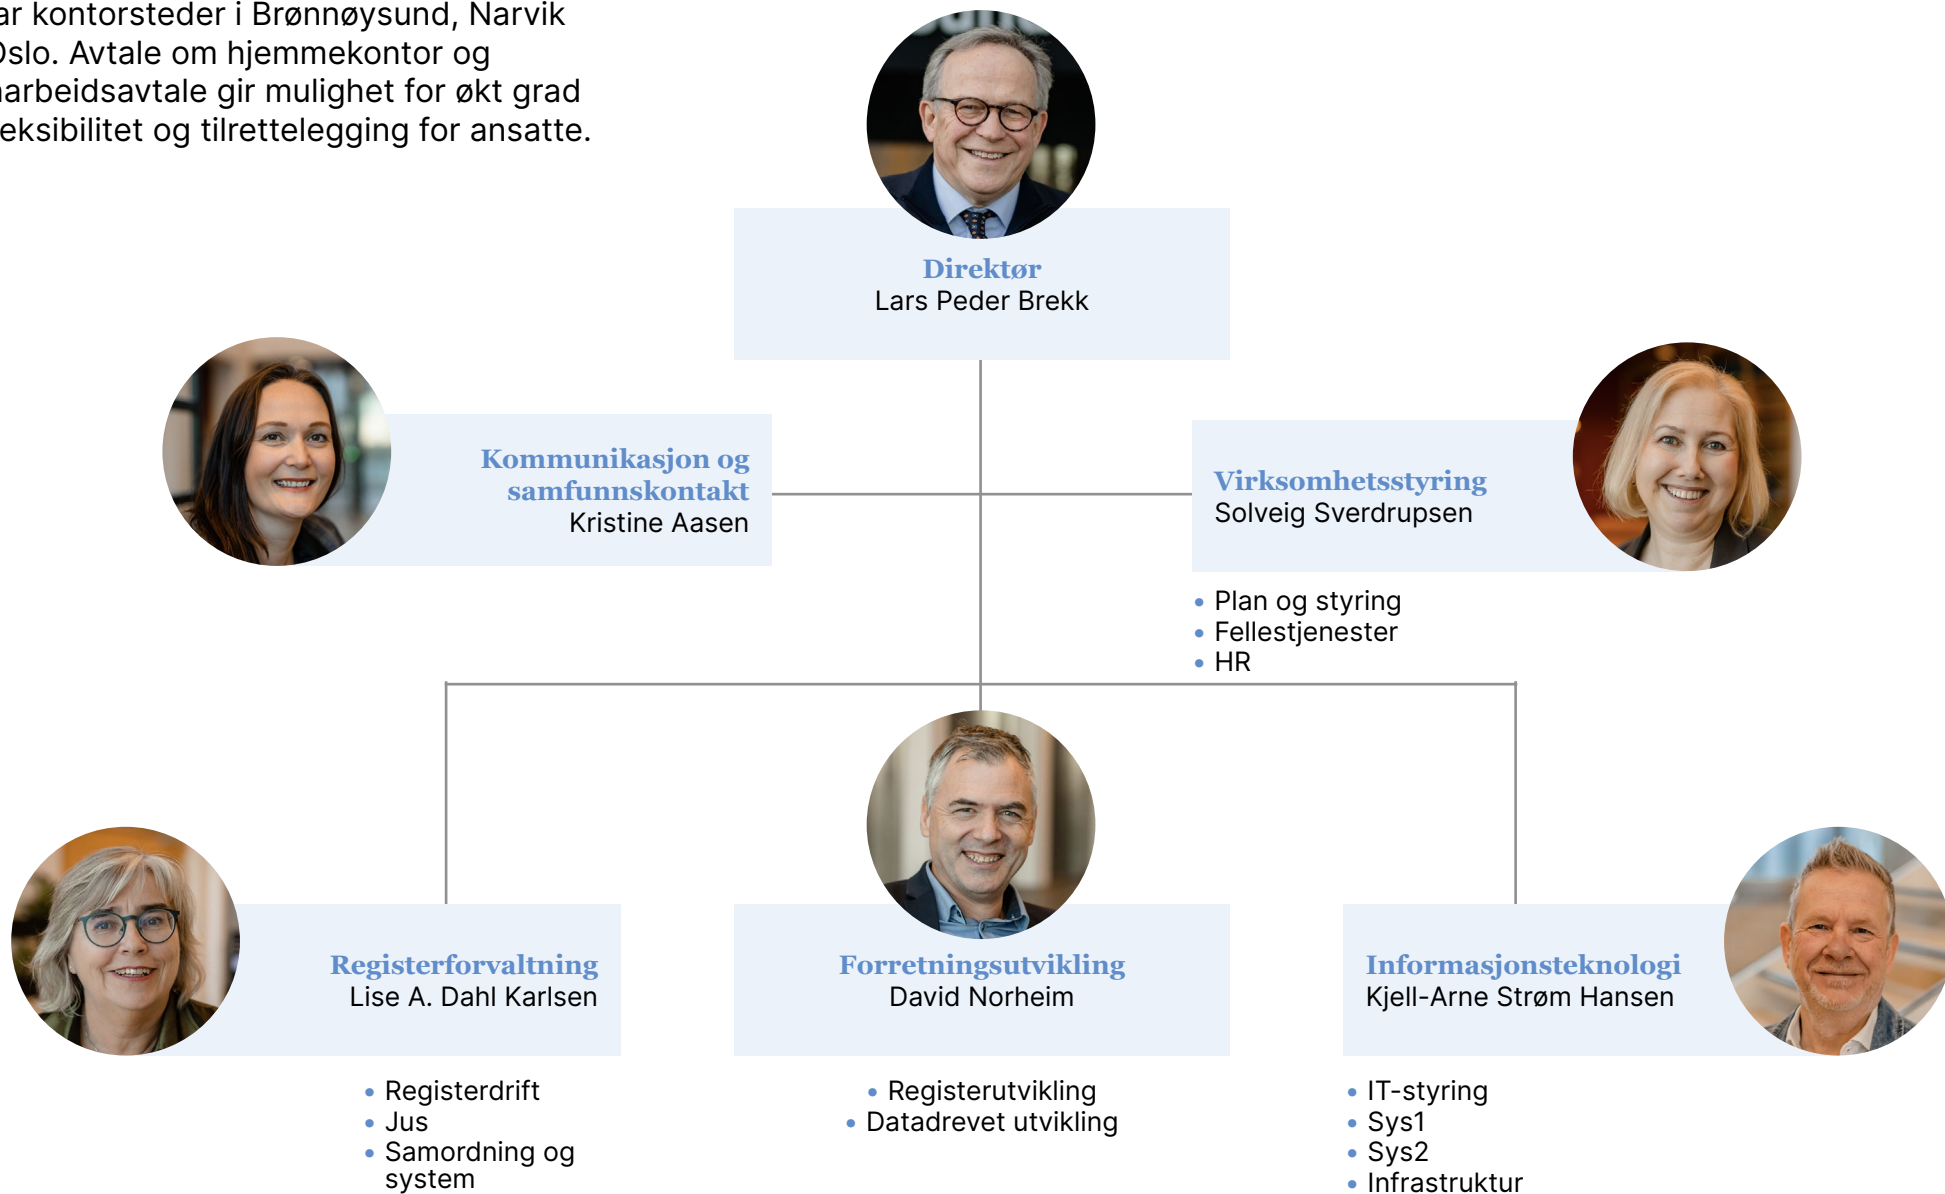 ar kontorsteder i Brønnøysund, Narvik
Oslo. Avtale om hjemmekontor og
arbeidsavtale gir mulighet for økt grad
eksibilitet og tilrettelegging for ansatte.
Direktør
Lars Peder Brekk
Kommunikasjon og
samfunnskontakt
Kristine Aasen
Virksomhetsstyring
Solveig Sverdrupsen
• Plan og styring
• Fellestjenester
• HR
Registerforvaltning
Lise A. Dahl Karlsen
• Registerdrift
• Jus
• Samordning og
system
Forretningsutvikling
David Norheim
• Registerutvikling
• Datadrevet utvikling
Informasjonsteknologi
Kjell-Arne Strøm Hansen
• IT-styring
• Sys1
• Sys2
• Infrastruktur